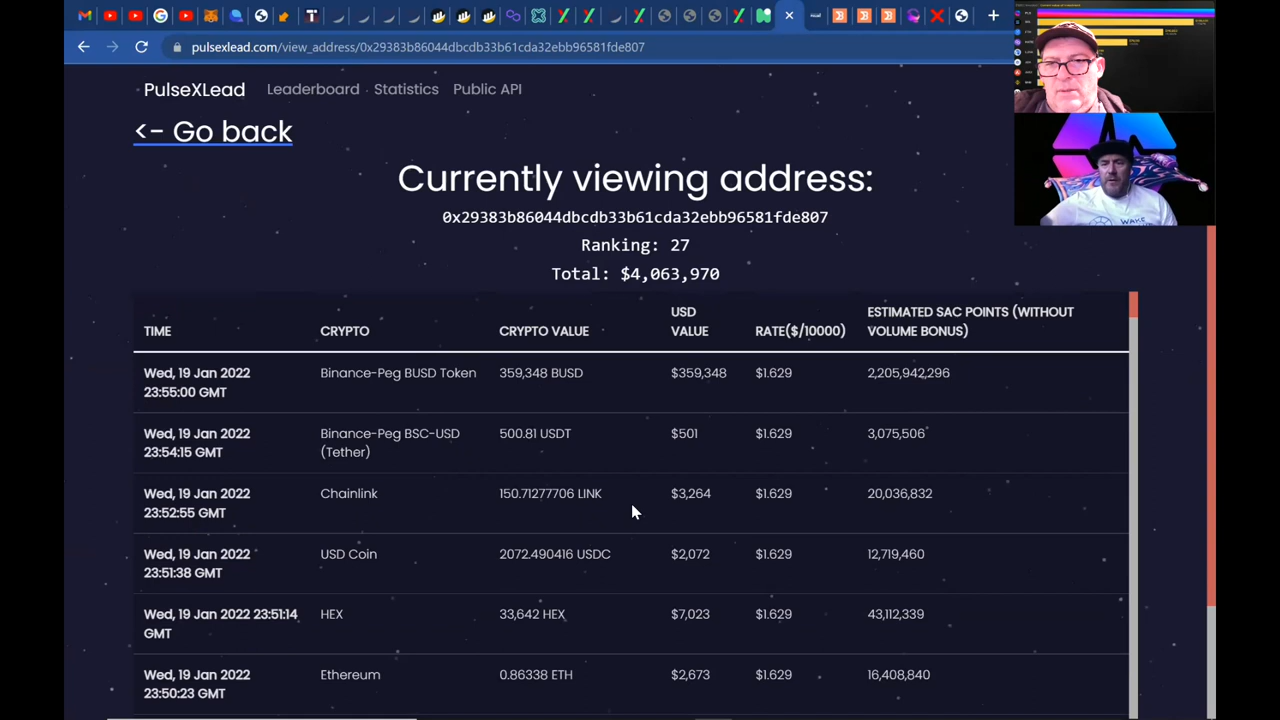 pulsexlead.com/view_address/0x29383b86044dbcdb33b61cda32ebb96581fde807
PulseXLead Leaderboard Statistics Public API
<- Go back
Currently viewing address:
0x29383b86044dbcdb33b61cda32ebb96581fde807
Ranking: 27
Total: $4,063,970
TIME CRYPTO CRYPTO VALUE USD VALUE RATE($/10000) ESTIMATED SAC POINTS (WITHOUT VOLUME BONUS)
Wed, 19 Jan 2022 23:55:00 GMT Binance-Peg BUSD Token 359,348 BUSD $359,348 $1.629 2,205,942,296
Wed, 19 Jan 2022 23:54:15 GMT Binance-Peg BSC-USD (Tether) 500.81 USDT $501 $1.629 3,075,506
Wed, 19 Jan 2022 23:52:55 GMT Chainlink 150.71277706 LINK $3,264 $1.629 20,036,832
Wed, 19 Jan 2022 23:51:38 GMT USD Coin 2072.490416 USDC $2,072 $1.629 12,719,460
Wed, 19 Jan 2022 23:51:14 GMT HEX 33,642 HEX $7,023 $1.629 43,112,339
Wed, 19 Jan 2022 23:50:23 GMT Ethereum 0.86338 ETH $2,673 $1.629 16,408,840
WAKE